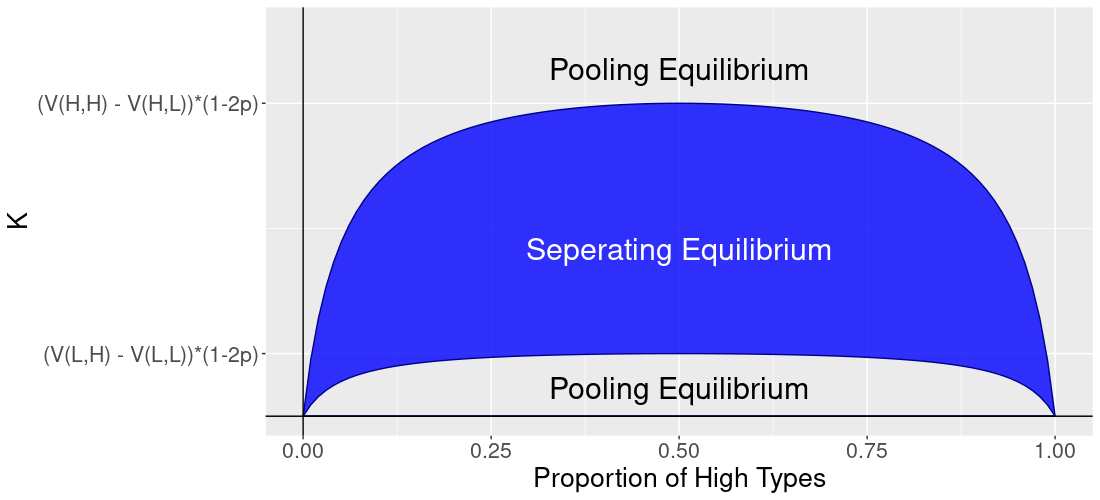 Pooling Equilibrium
(V(H,H) - V(H,L))*(1-2p)
K
Seperating Equilibrium
(V(L,H) - V(L,L))*(1-2p)
Pooling Equilibrium
0.00 0.25 0.50 0.75 1.00
Proportion of High Types